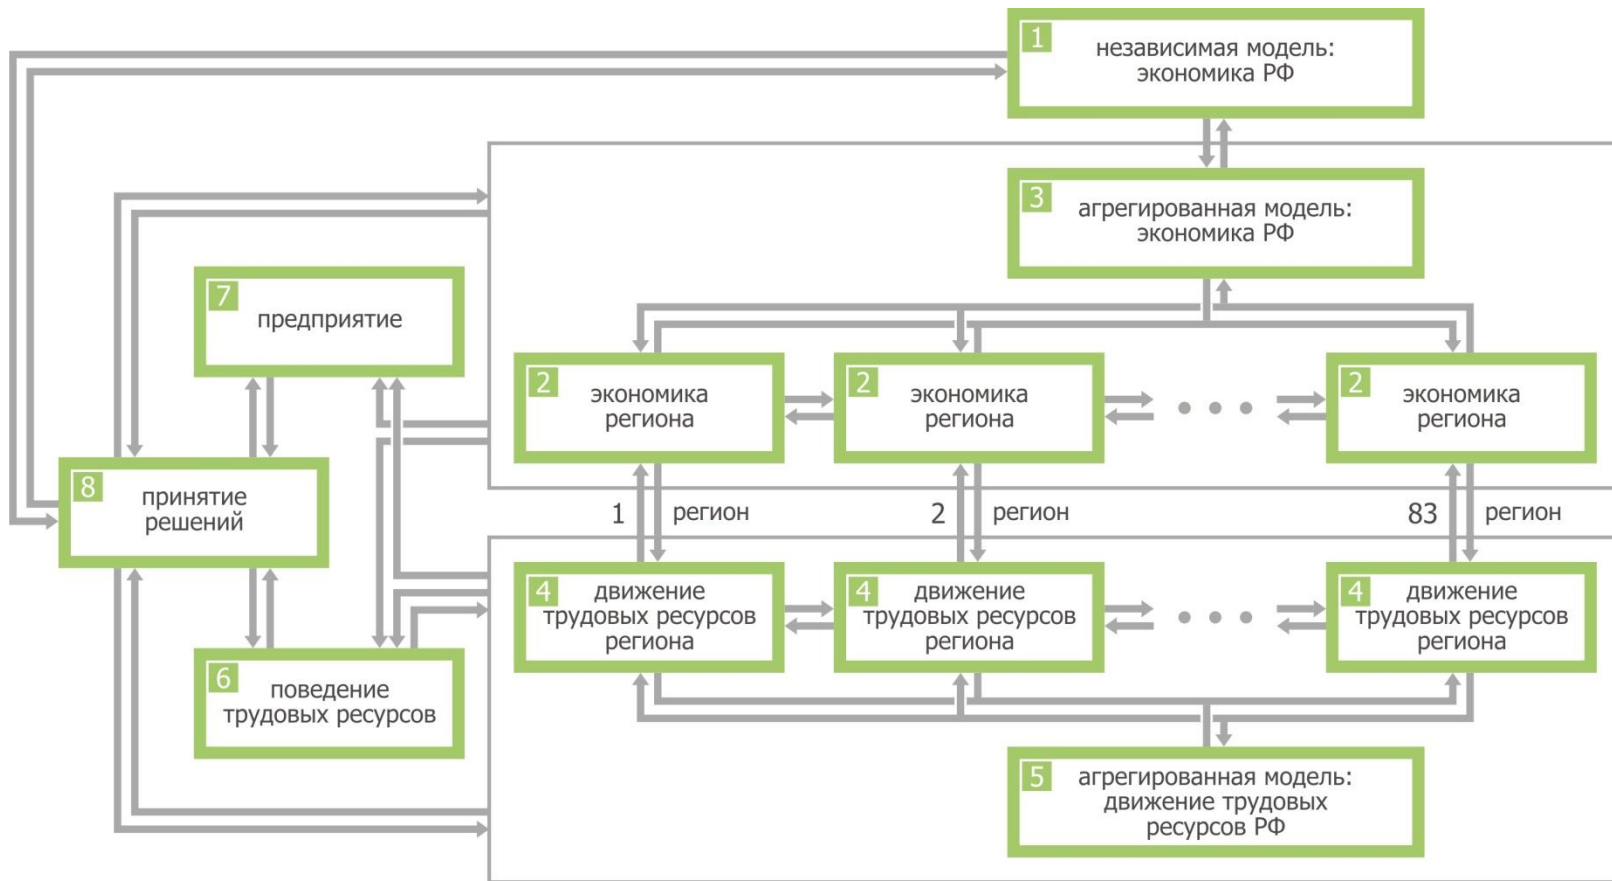 1
независимая модель:
экономика РФ
3
агрегированная модель:
экономика РФ
7
предприятие
2
экономика
региона
2
экономика
региона
2
экономика
региона
8
принятие
решений
1 регион
2 регион
83 регион
4
движение
трудовых ресурсов
региона
4
движение
трудовых ресурсов
региона
4
движение
трудовых ресурсов
региона
6
поведение
трудовых ресурсов
5
агрегированная модель:
движение трудовых
ресурсов РФ